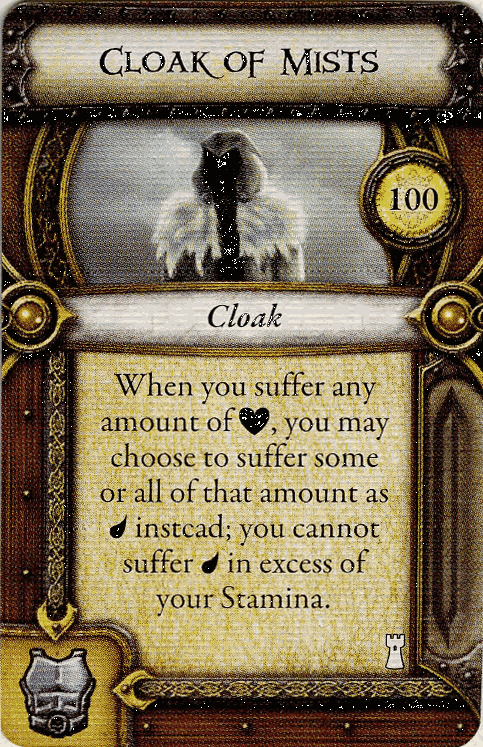 CLOAK OF MISTS
100
Cloak
When you suffer any
amount of ♥, you may
choose to suffer some
or all of that amount as
instead; you cannot
suffer in excess of
your Stamina.